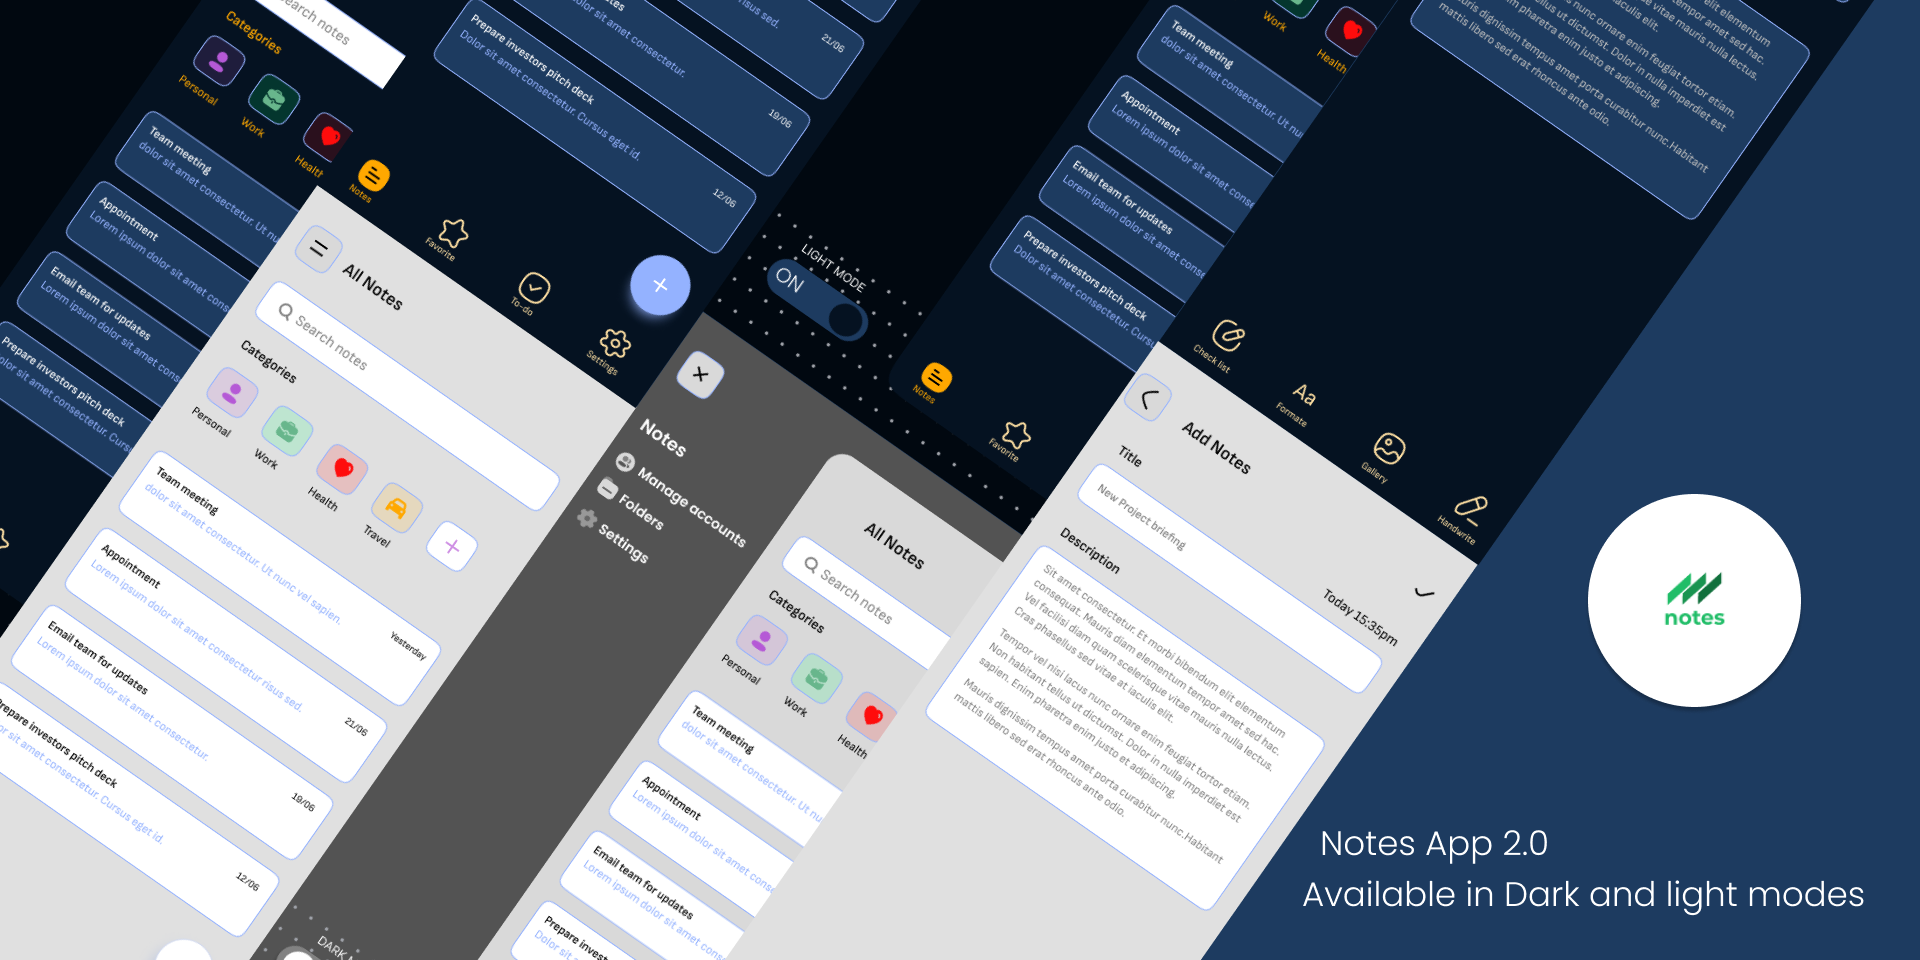 Search notes
Categories
Personal
Work
Health
Team meeting
dolor sit amet consectetur. Ut nu
Appointment
Lorem ipsum dolor sit amet
Email team for updates
Lorem ipsum dolor sit amet cons
Prepare investors pitch deck
dolor sit amet consectetur. Curs
risus sed.
21/06
dolor sit amet consectetur.
19/06
Prepare investors pitch deck
Dolor sit amet consectetur. Cursus eget id.
12/06
Notes
Favorite
To-do
Settings
All Notes
Search notes
Categories
Personal
Work
Health
Travel
Team meeting
dolor sit amet consectetur. Ut nunc vel sapien.
Yesterday
Appointment
Lorem ipsum dolor sit amet consectetur risus sed.
21/06
Email team for updates
Lorem ipsum dolor sit amet consectetur.
19/06
repare investors pitch deck
or sit amet consectetur. Cursus eget id.
12/06
LIGHT MODE
ON
Notes
Manage accounts
Folders
Settings
DARK
All Notes
Search notes
Categories
Personal
Work
Health
Team meeting
dolor sit amet consectetur. Ut nu
Appointment
Lorem ipsum dolor sit amet conse
Email team for updates
Lorem ipsum dolor sit amet cons
Prepare invest
Dolor sit amet
Work
Health
Team meeting
dolor sit amet consectetur. Ut nu
Appointment
Lorem ipsum dolor sit amet conse
Email team for updates
Lorem ipsum dolor sit amet cons
Prepare investors pitch deck
Dolor sit amet consectetur. Curs
Notes
Favorite
elit elementum
tempor amet sed hac.
vitae mauris nulla lectus.
iaculis elit.
nunc ornare enim feugiat tortor etiam.
tellus ut dictumst. Dolor in nulla imperdiet est
pharetra enim justo et adipiscing.
mauris dignissim tempus amet porta curabitur nunc.Habitant
mattis libero sed erat rhoncus ante odio.
Check list
Formate
Aa
Gallery
Handwrite
Add Notes
Title
New Project briefing
Today 15:35pm
Description
Sit amet consectetur. Et morbi bibendum elit elementum
consequat. Mauris diam elementum tempor amet sed hac.
Vel facilisi diam quam scelerisque vitae mauris nulla lectus.
Cras phasellus sed vitae at iaculis elit.
Tempor vel nisi lacus nunc ornare enim feugiat tortor etiam.
Non habitant tellus ut dictumst. Dolor in nulla imperdiet est
sapien. Enim pharetra enim justo et adipiscing.
Mauris dignissim tempus amet porta curabitur nunc.Habitant
mattis libero sed erat rhoncus ante odio.
notes
Notes App 2.0
Available in Dark and light modes